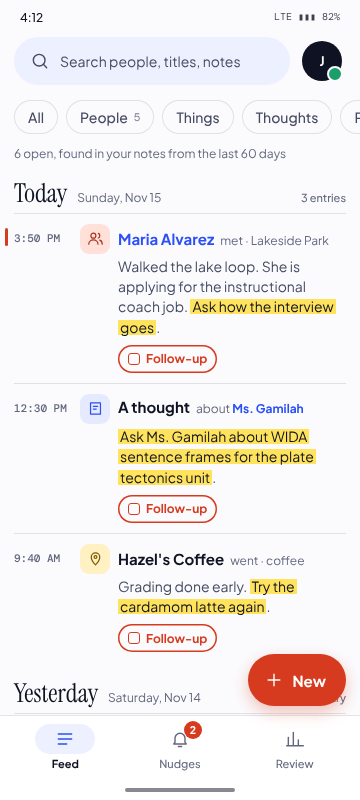 4:12
LTE 82%
Search people, titles, notes
J
All
People 5
Things
Thoughts
6 open, found in your notes from the last 60 days
Today Sunday, Nov 15 3 entries
3:50 PM Maria Alvarez met · Lakeside Park
Walked the lake loop. She is
applying for the instructional
coach job. Ask how the interview
goes.
Follow-up
12:30 PM A thought about Ms. Gamilah
Ask Ms. Gamilah about WIDA
sentence frames for the plate
tectonics unit.
Follow-up
9:40 AM Hazel's Coffee went · coffee
Grading done early. Try the
cardamom latte again.
Follow-up
Yesterday Saturday, Nov 14
+ New
Feed
2
Nudges
Review